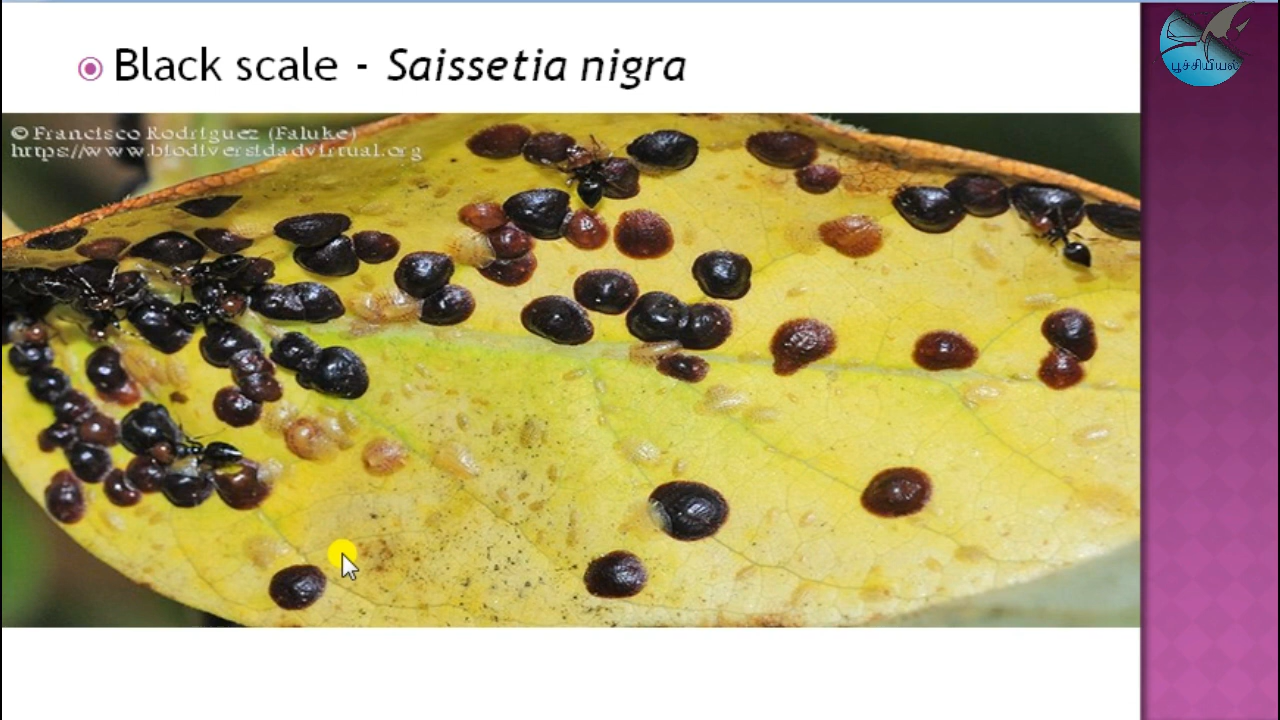 Black scale - Saissetia nigra
பூச்சியியல்
© Francisco Rodríguez (Faluke)
https://www.biodiversidadvirtual.org